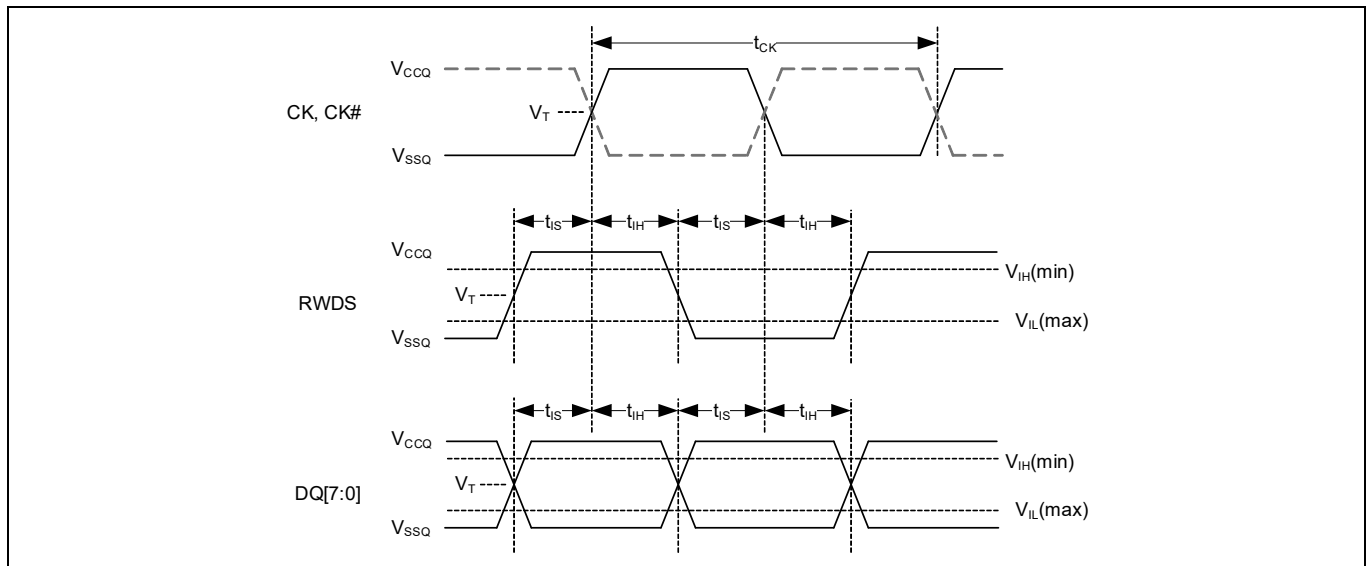 tCK
VCCQ
CK, CK#
VT
VSSQ
tIS tIH tIS tIH
VCCQ
VIH(min)
VT
RWDS
VIL(max)
VSSQ
tIS tIH tIS tIH
VCCQ
VIH(min)
VT
DQ[7:0]
VIL(max)
VSSQ